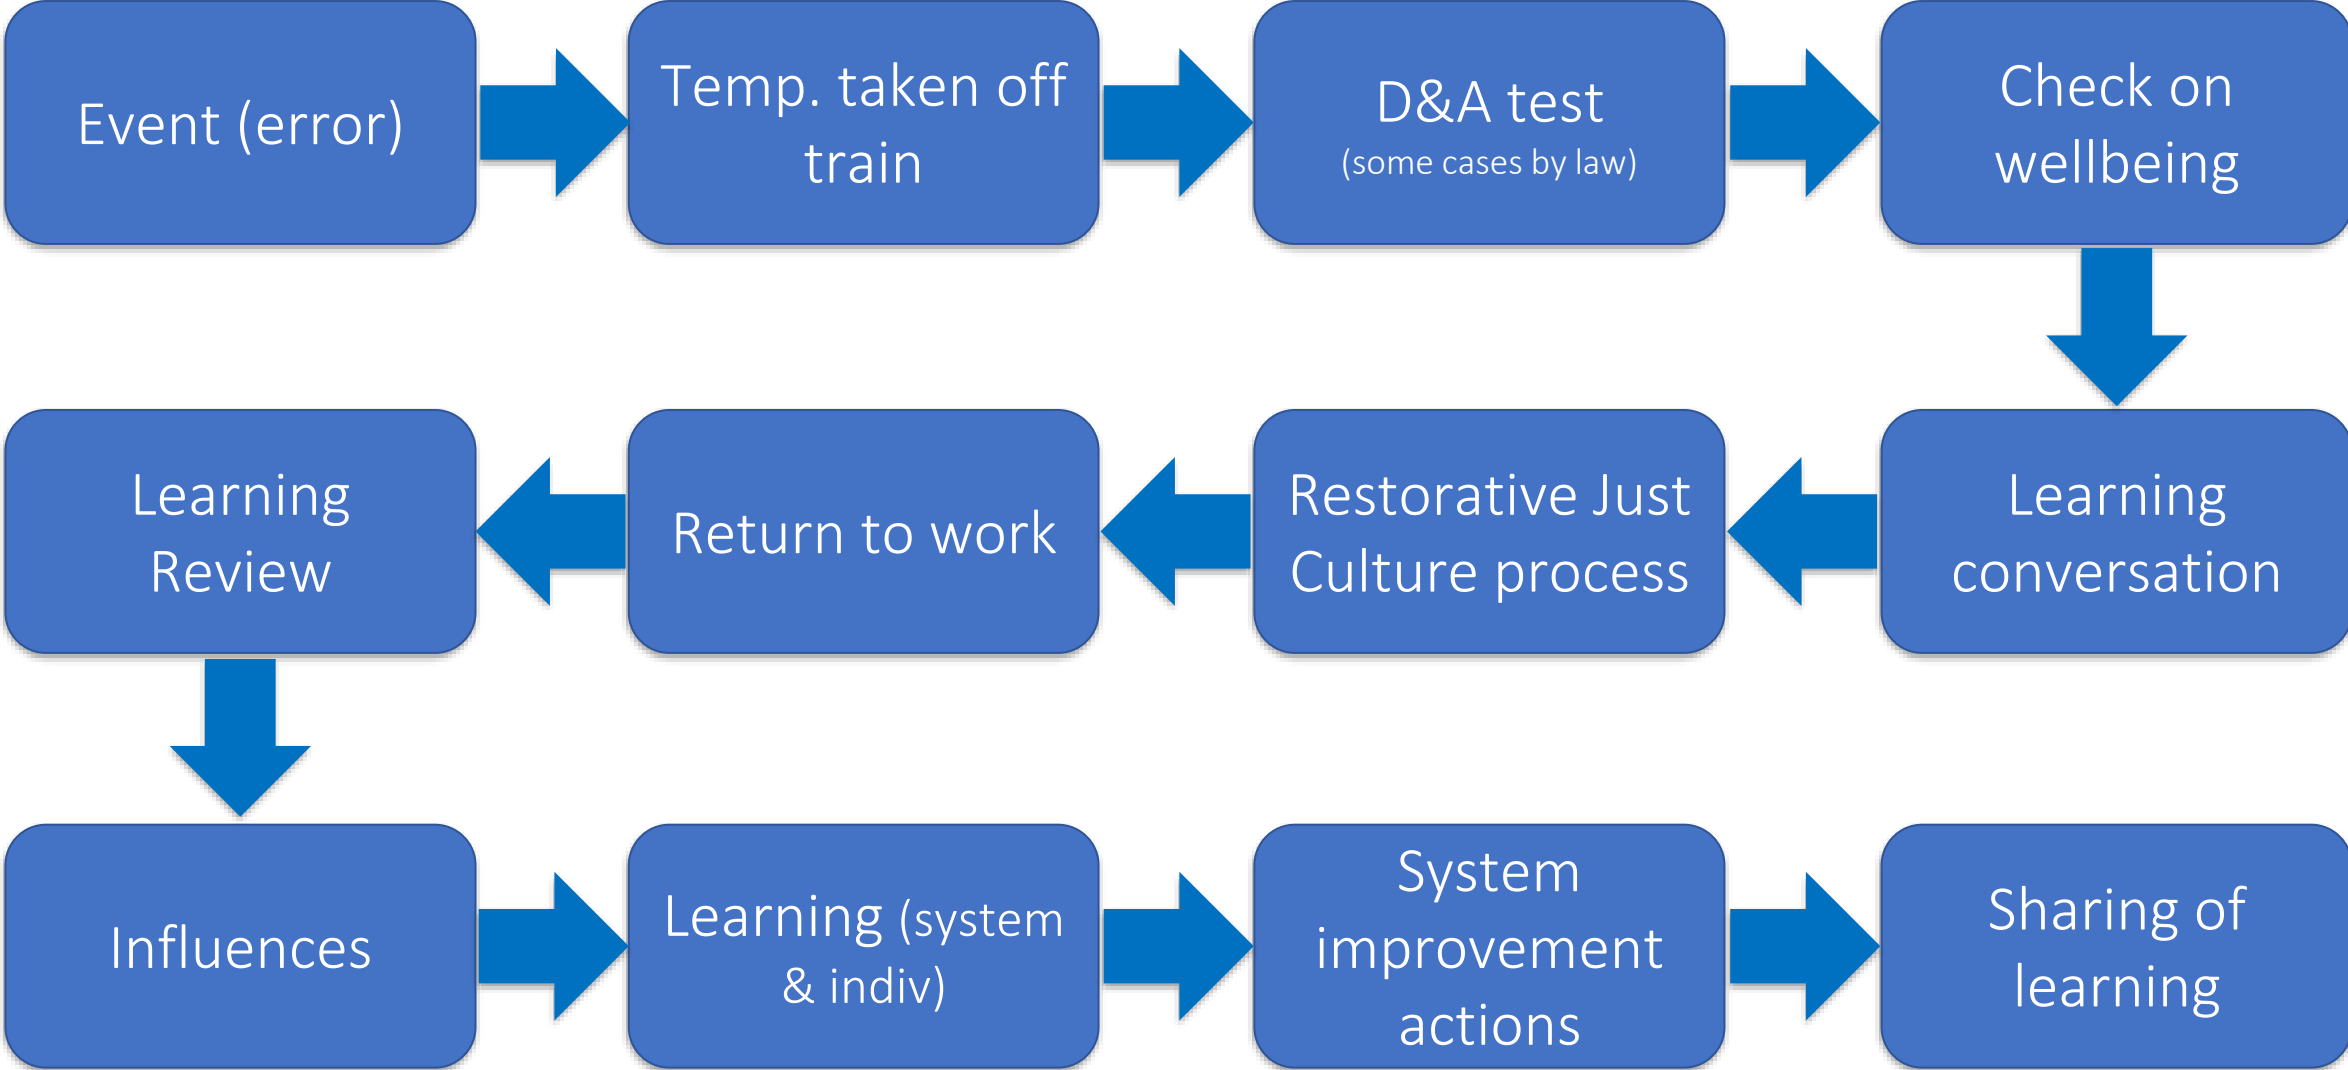 Event (error)
Temp. taken off
train
D&A test
(some cases by law)
Check on
wellbeing
Learning
conversation
Restorative Just
Culture process
Return to work
Learning
Review
Influences
Learning (system
& indiv)
System
improvement
actions
Sharing of
learning